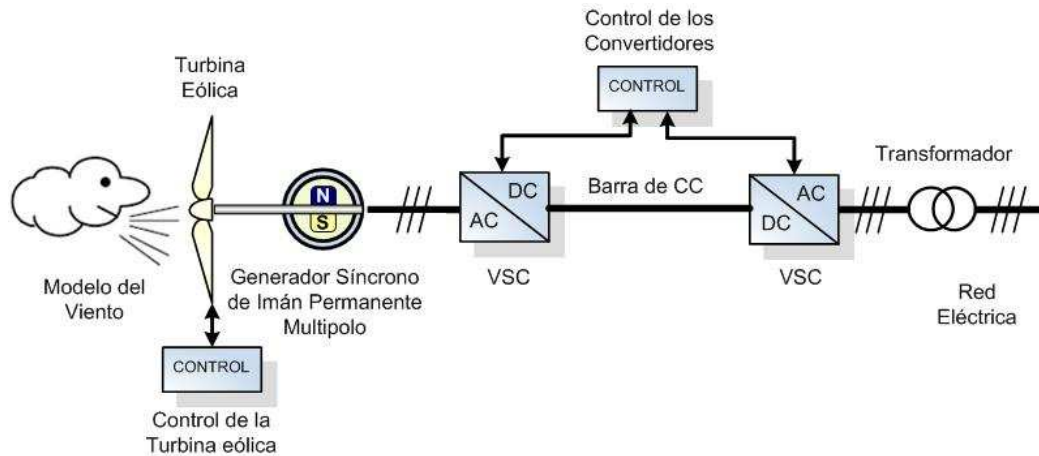 Control de los
Convertidores
CONTROL
Turbina
Eólica
Transformador
N
S
DC
AC
Barra de CC
AC
DC
VSC
VSC
Modelo del
Viento
Generador Síncrono
de Imán Permanente
Multipolo
Red
Eléctrica
CONTROL
Control de la
Turbina eólica